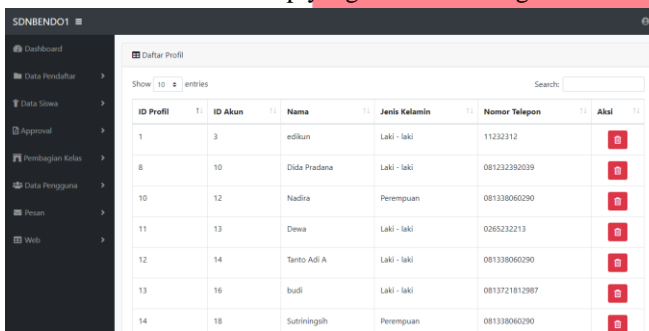 SDNBENDO1
Dashboard
Data Pendaftar
Data Siswa
Approval
Pembagian Kelas
Data Pengguna
Pesan
Web
Daftar Profil
Show 10 entries Search:
ID Profil ID Akun Nama Jenis Kelamin Nomor Telepon Aksi
1 3 edikun Laki - laki 11232312
8 10 Dida Pradana Laki - laki 081232392039
10 12 Nadira Perempuan 081338060290
11 13 Dewa Laki - laki 0265232213
12 14 Tanto Adi A Laki - laki 081338060290
13 16 budi Laki - laki 0813721812987
14 18 Sutriningsih Perempuan 081338060290